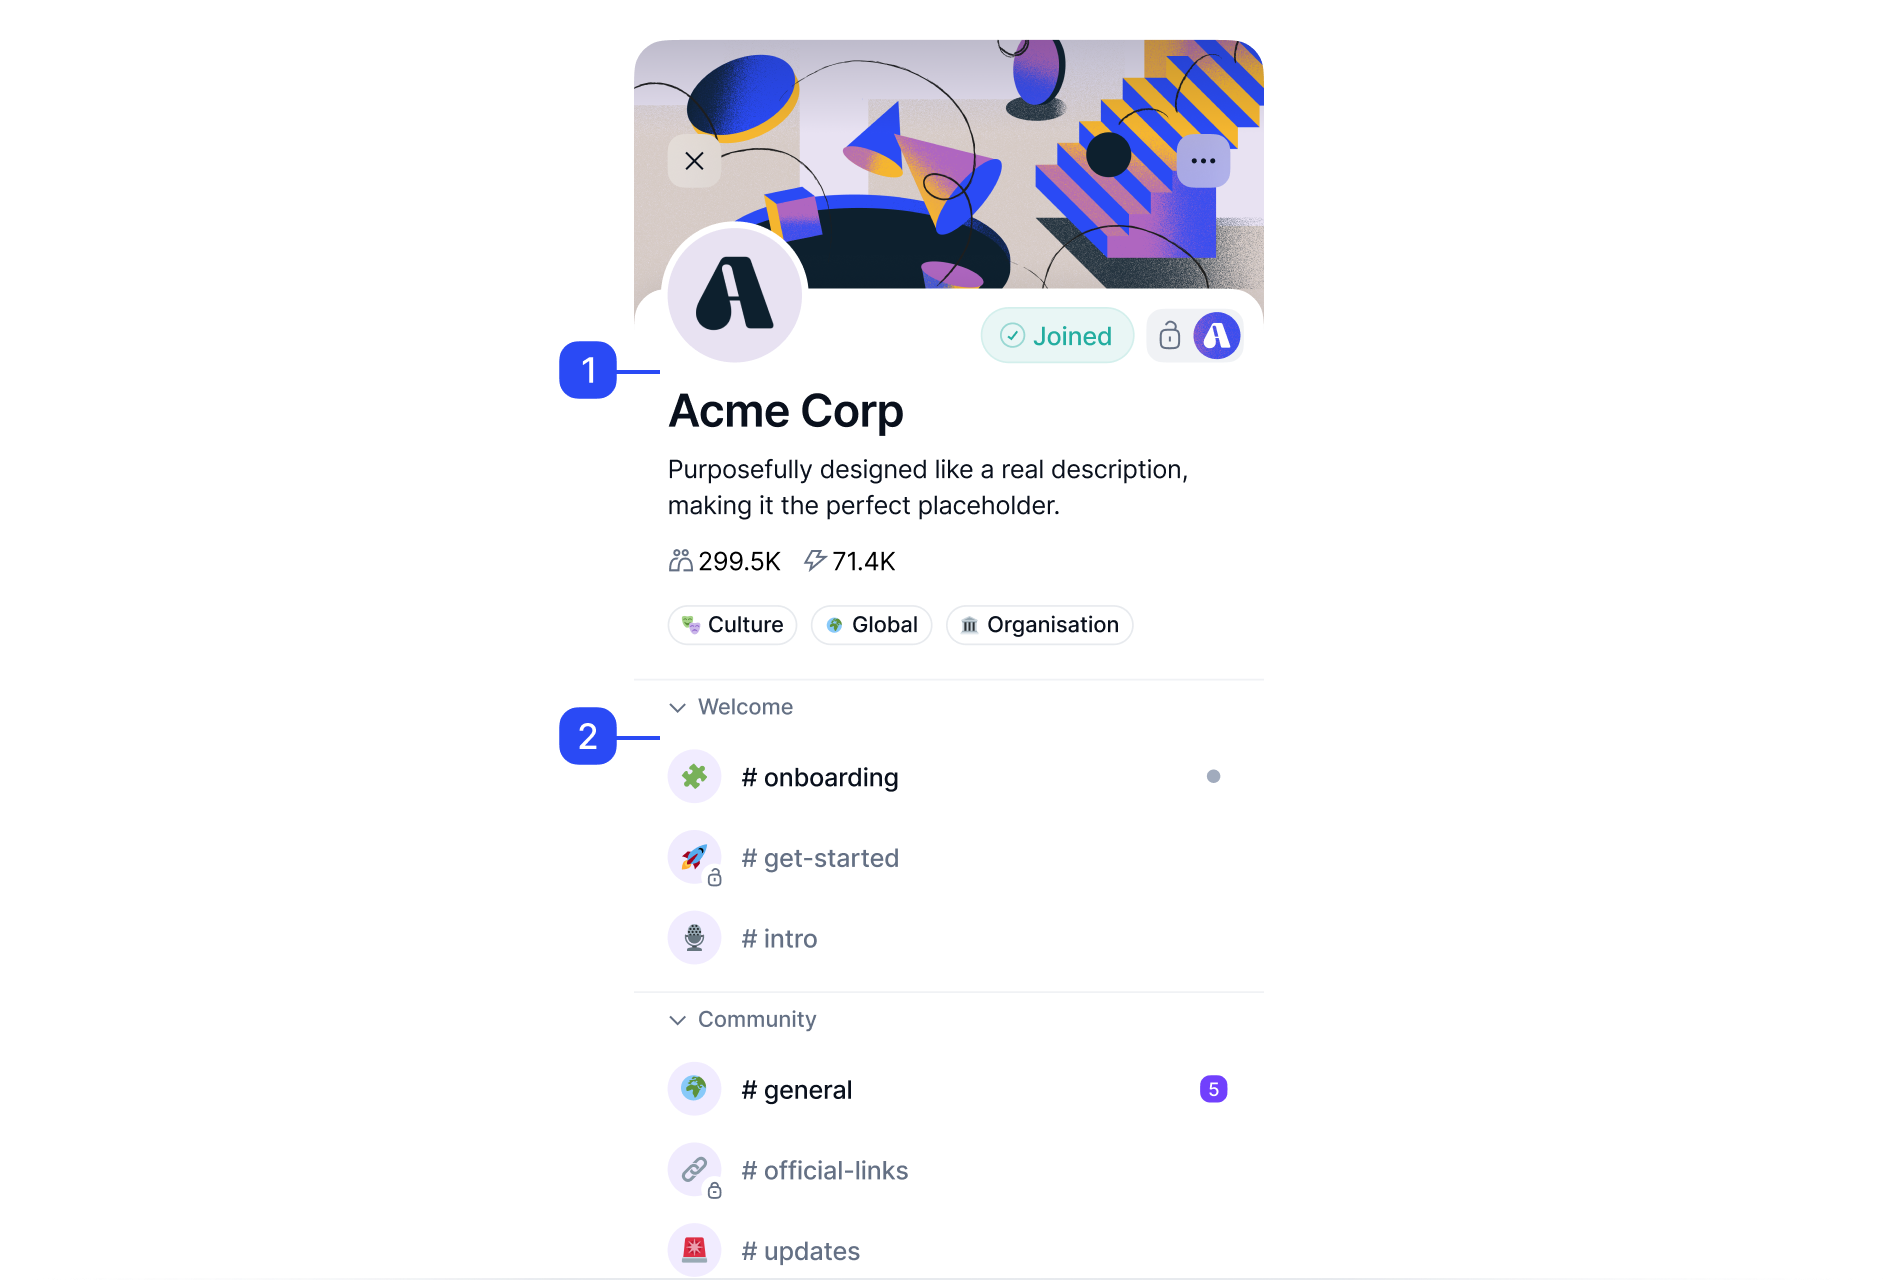 Joined
1
Acme Corp
Purposefully designed like a real description,
making it the perfect placeholder.
299.5K 71.4K
Culture Global Organisation
Welcome
2
# onboarding
# get-started
# intro
Community
# general 5
# official-links
# updates